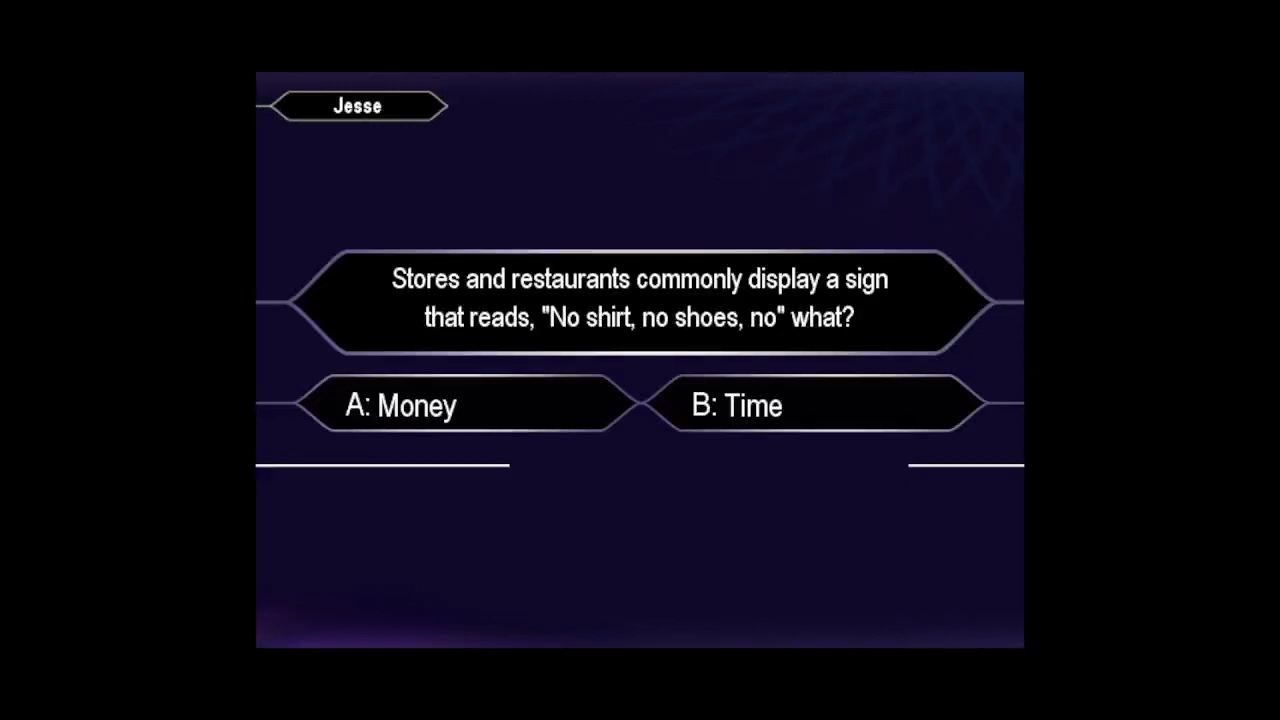 Jesse
Stores and restaurants commonly display a sign
that reads, "No shirt, no shoes, no" what?
A: Money
B: Time